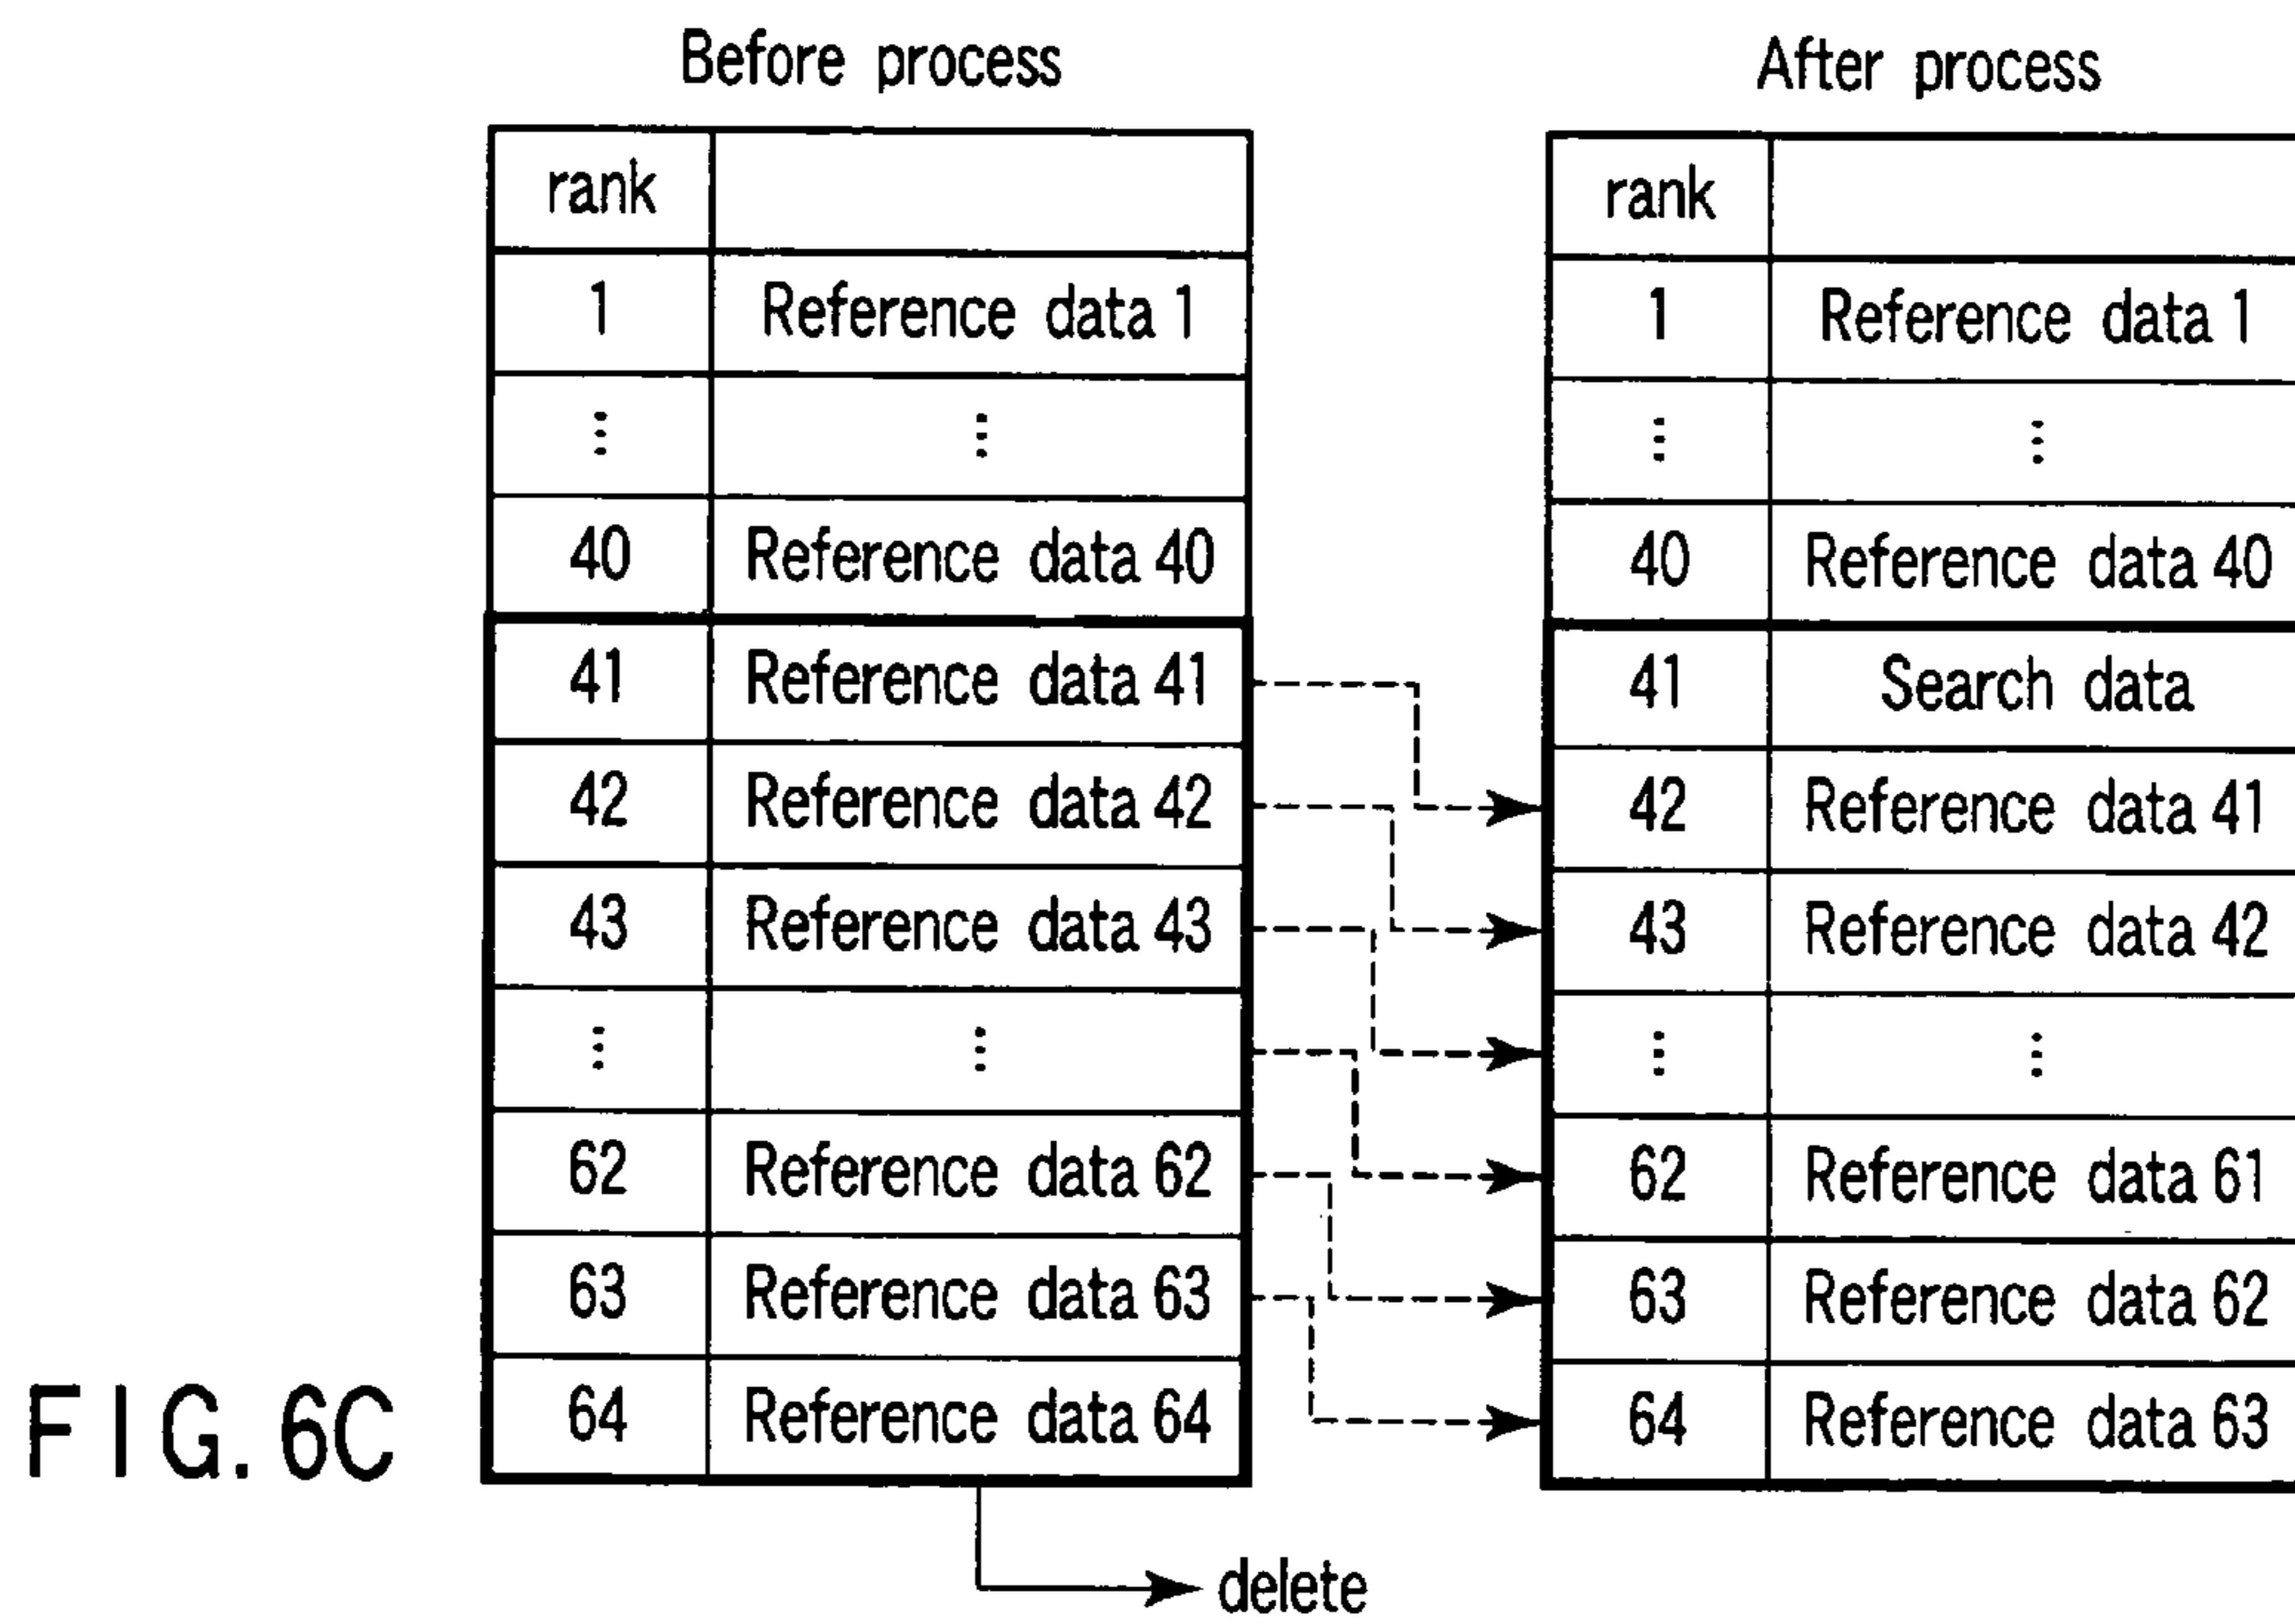 Before process After process
rank rank
1 Reference data 1 1 Reference data 1
⋮ ⋮ ⋮ ⋮
40 Reference data 40 40 Reference data 40
41 Reference data 41 41 Search data
42 Reference data 42 42 Reference data 41
43 Reference data 43 43 Reference data 42
⋮ ⋮ ⋮ ⋮
62 Reference data 62 62 Reference data 61
63 Reference data 63 63 Reference data 62
64 Reference data 64 64 Reference data 63
delete
FIG. 6C